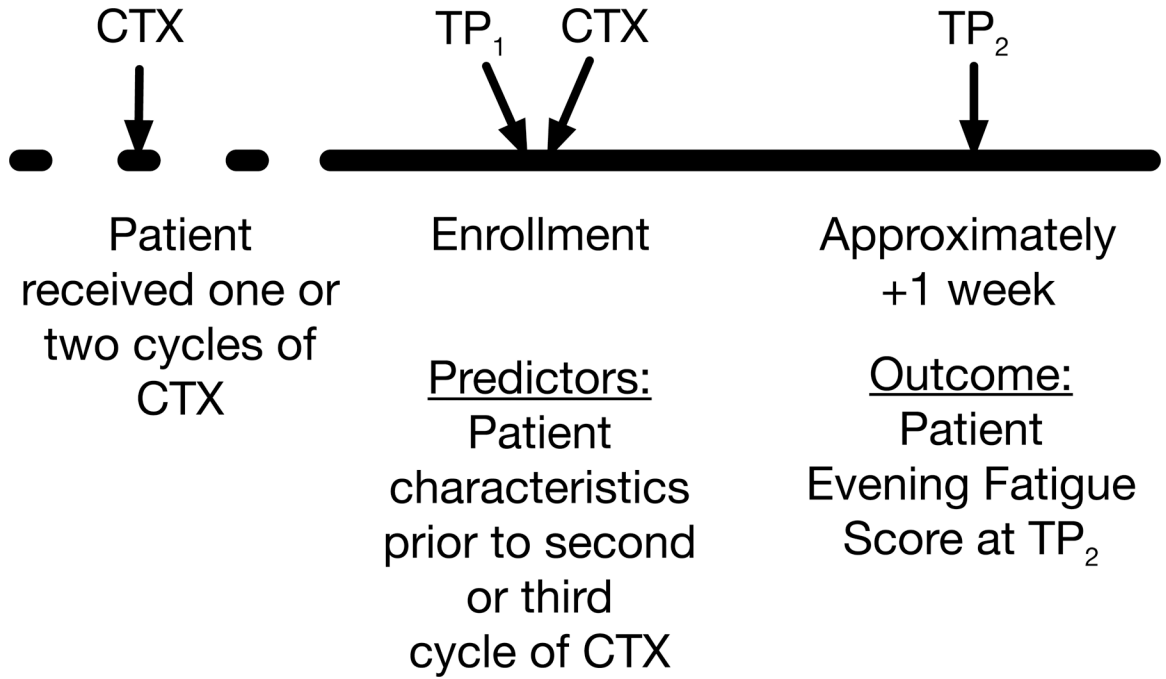 CTX
TP₁ CTX
TP₂
Patient
received one or
two cycles of
CTX
Enrollment
Predictors:
Patient
characteristics
prior to second
or third
cycle of CTX
Approximately
+1 week
Outcome:
Patient
Evening Fatigue
Score at TP₂